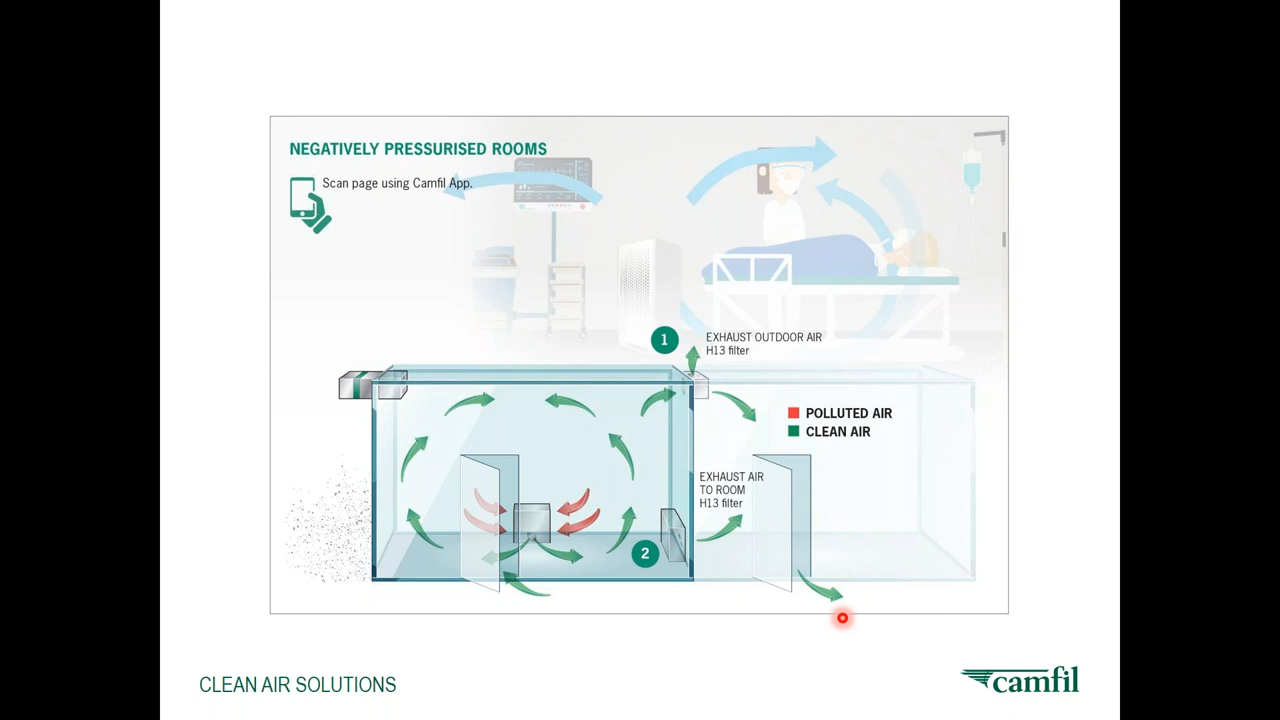 NEGATIVELY PRESSURISED ROOMS
Scan page using Camfil App.
1
EXHAUST OUTDOOR AIR
H13 filter
POLLUTED AIR
CLEAN AIR
EXHAUST AIR
TO ROOM
H13 filter
2
CLEAN AIR SOLUTIONS
camfil